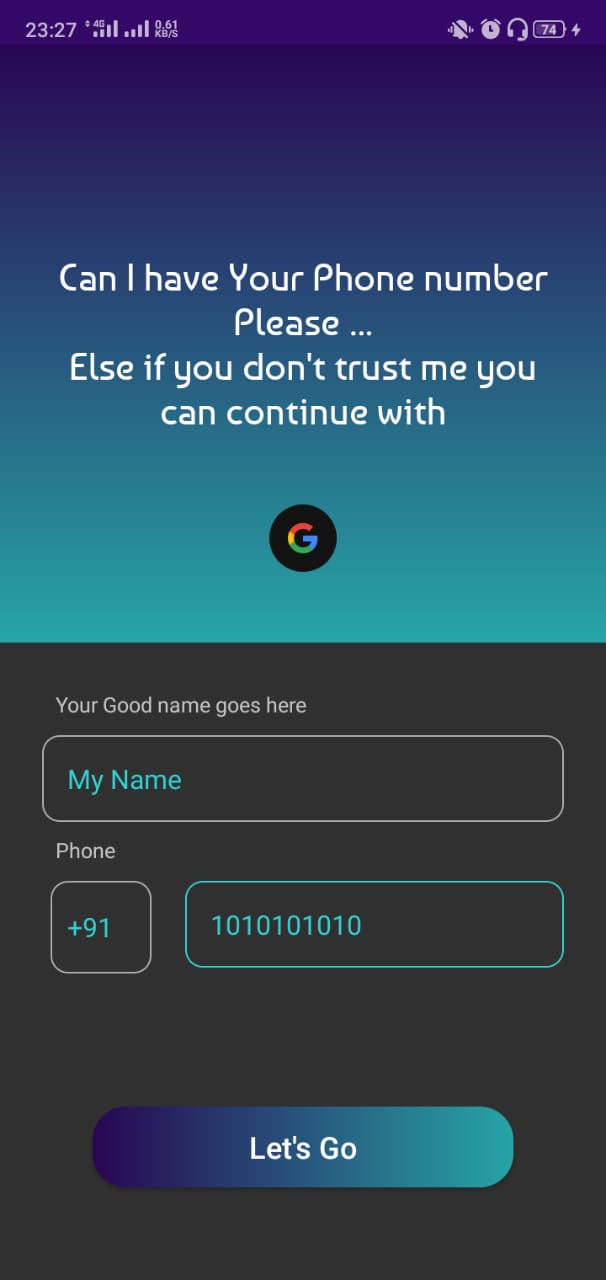 23:27 4G 0.61 KB/S 74
Can I have Your Phone number
Please ...
Else if you don't trust me you
can continue with
G
Your Good name goes here
My Name
Phone
+91 1010101010
Let's Go